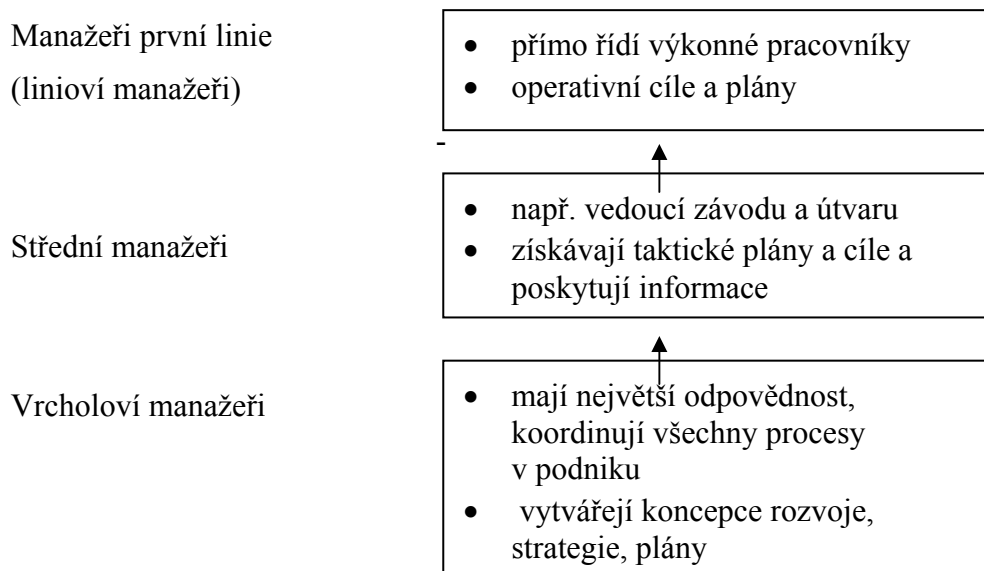 Manažeři první linie
(linioví manažeři)
• přímo řídí výkonné pracovníky
• operativní cíle a plány
-
Střední manažeři
• např. vedoucí závodu a útvaru
• získávají taktické plány a cíle a
poskytují informace
Vrcholoví manažeři
• mají největší odpovědnost,
koordinují všechny procesy
v podniku
• vytvářejí koncepce rozvoje,
strategie, plány